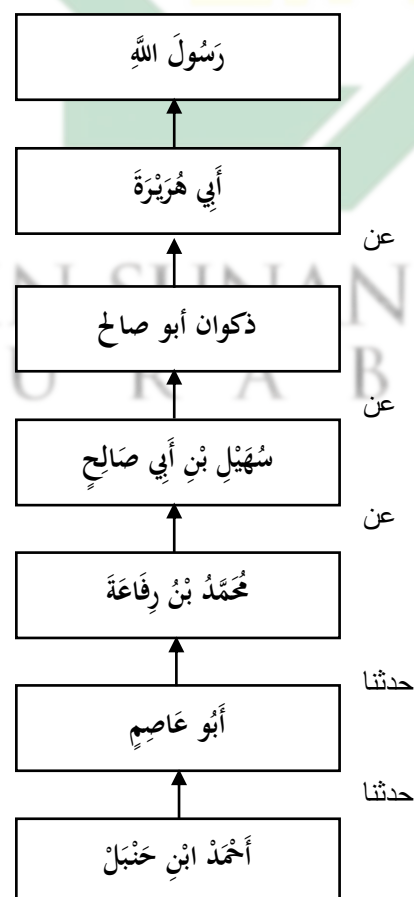 رَسُولَ اللَّهِ
أَبِي هُرَيْرَةَ
عن
ذكوان أبو صالح
عن
سُهَيْلِ بْنِ أَبِي صَالِحٍ
عن
مُحَمَّدُ بْنُ رِفَاعَةَ
حدثنا
أَبُو عَاصِمٍ
حدثنا
أَحْمَدْ ابْنِ حَنْبَلْ